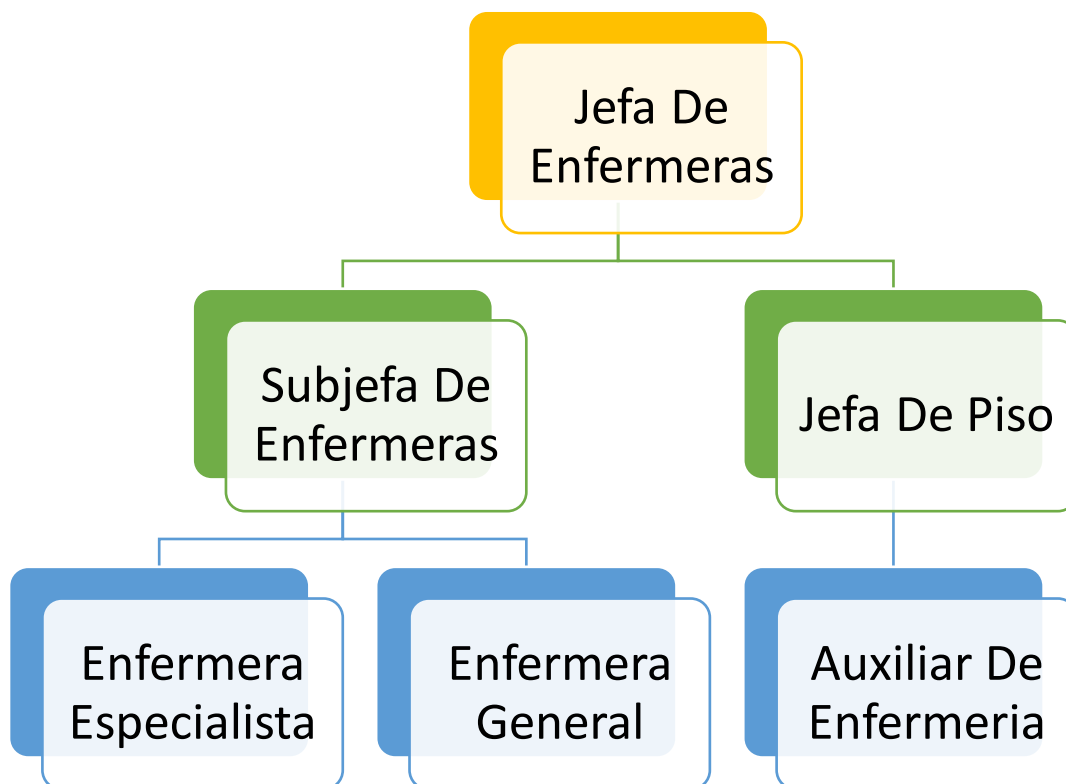 Jefa De
Enfermeras
Subjefa De
Enfermeras
Jefa De Piso
Enfermera
Especialista
Enfermera
General
Auxiliar De
Enfermeria